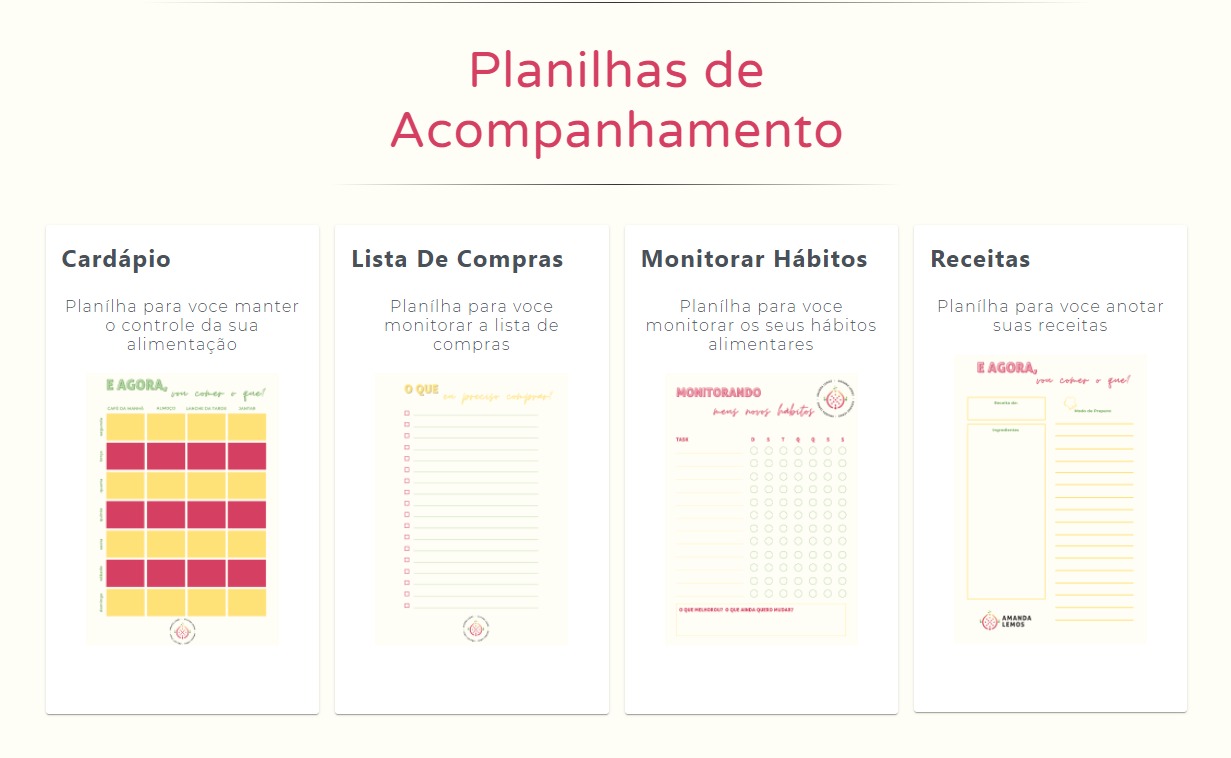 Planilhas de
Acompanhamento
Cardápio
Planílha para voce manter
o controle da sua
alimentação
E AGORA,
vou comer o que?
CAFÉ DA MANHÃ ALMOÇO LANCHE DA TARDE JANTAR
Lista De Compras
Planílha para voce
monitorar a lista de
compras
O QUE
eu preciso comprar?
Monitorar Hábitos
Planílha para voce
monitorar os seus hábitos
alimentares
MONITORANDO
meus novos hábitos
TASK D S T Q Q S S
O QUE MELHOROU? O QUE AINDA QUERO MUDAR?
Receitas
Planílha para voce anotar
suas receitas
E AGORA,
vou comer o que?
Receita de:
Modo de Preparo
Ingredientes
AMANDA
LEMOS